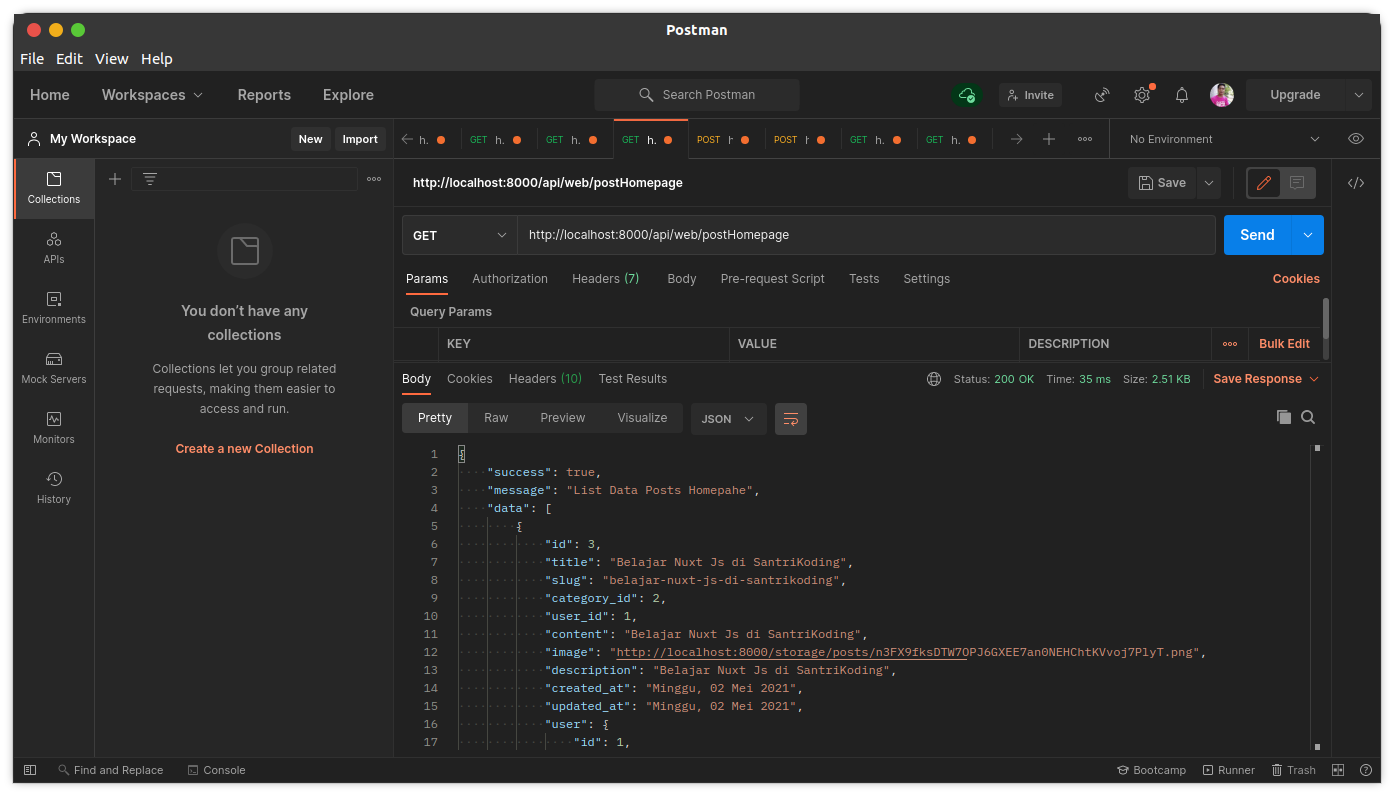 Postman
File Edit View Help
Home Workspaces Reports Explore Search Postman Invite Upgrade
My Workspace New Import h. GET h. GET h. GET h. POST POST GET h. GET h. No Environment
Collections
APIs
Environments
Mock Servers
Monitors
History
You don’t have any
collections
Collections let you group related
requests, making them easier to
access and run.
Create a new Collection
http://localhost:8000/api/web/postHomepage Save
GET http://localhost:8000/api/web/postHomepage Send
Params Authorization Headers (7) Body Pre-request Script Tests Settings Cookies
Query Params
KEY VALUE DESCRIPTION Bulk Edit
Body Cookies Headers (10) Test Results Status: 200 OK Time: 35 ms Size: 2.51 KB Save Response
Pretty Raw Preview Visualize JSON
1 {
2 "success": true,
3 "message": "List Data Posts Homepahe",
4 "data": [
5 {
6 "id": 3,
7 "title": "Belajar Nuxt Js di SantriKoding",
8 "slug": "belajar-nuxt-js-di-santrikoding",
9 "category_id": 2,
10 "user_id": 1,
11 "content": "Belajar Nuxt Js di SantriKoding",
12 "image": "http://localhost:8000/storage/posts/n3FX9fksDTW7OPJ6GXEE7an0NEHChtKVvoj7PlyT.png",
13 "description": "Belajar Nuxt Js di SantriKoding",
14 "created_at": "Minggu, 02 Mei 2021",
15 "updated_at": "Minggu, 02 Mei 2021",
16 "user": {
17 "id": 1,
Find and Replace Console Bootcamp Runner Trash